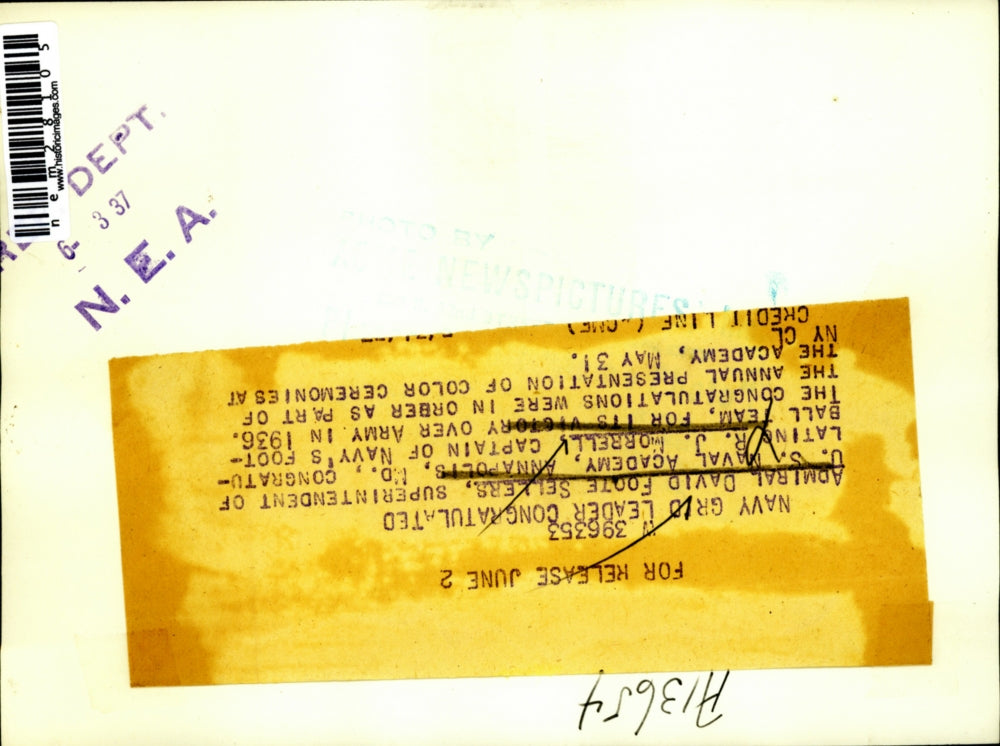 FOR RELEASE JUNE 2
W 396353
NAVY GRID LEADER CONGRATULATED
ADMIRAL DAVID FOOTE SELLERS, SUPERINTENDENT OF
U. S. NAVAL ACADEMY, ANNAPOLIS, MD., CONGRATU-
LATING R. J. MORRELL, CAPTAIN OF NAVY'S FOOT-
BALL TEAM, FOR ITS VICTORY OVER ARMY IN 1936.
THE CONGRATULATIONS WERE IN ORBER AS PART OF
THE ANNUAL PRESENTATION OF COLOR CEREMONIES AT
THE ACADEMY, MAY 31.
NY CL
CREDIT LINE (ACME)
A13654
PHOTO BY
NEWSPICTURES
DEPT.
6- 3 37
N. E. A.
nem28105
www.historicimages.com